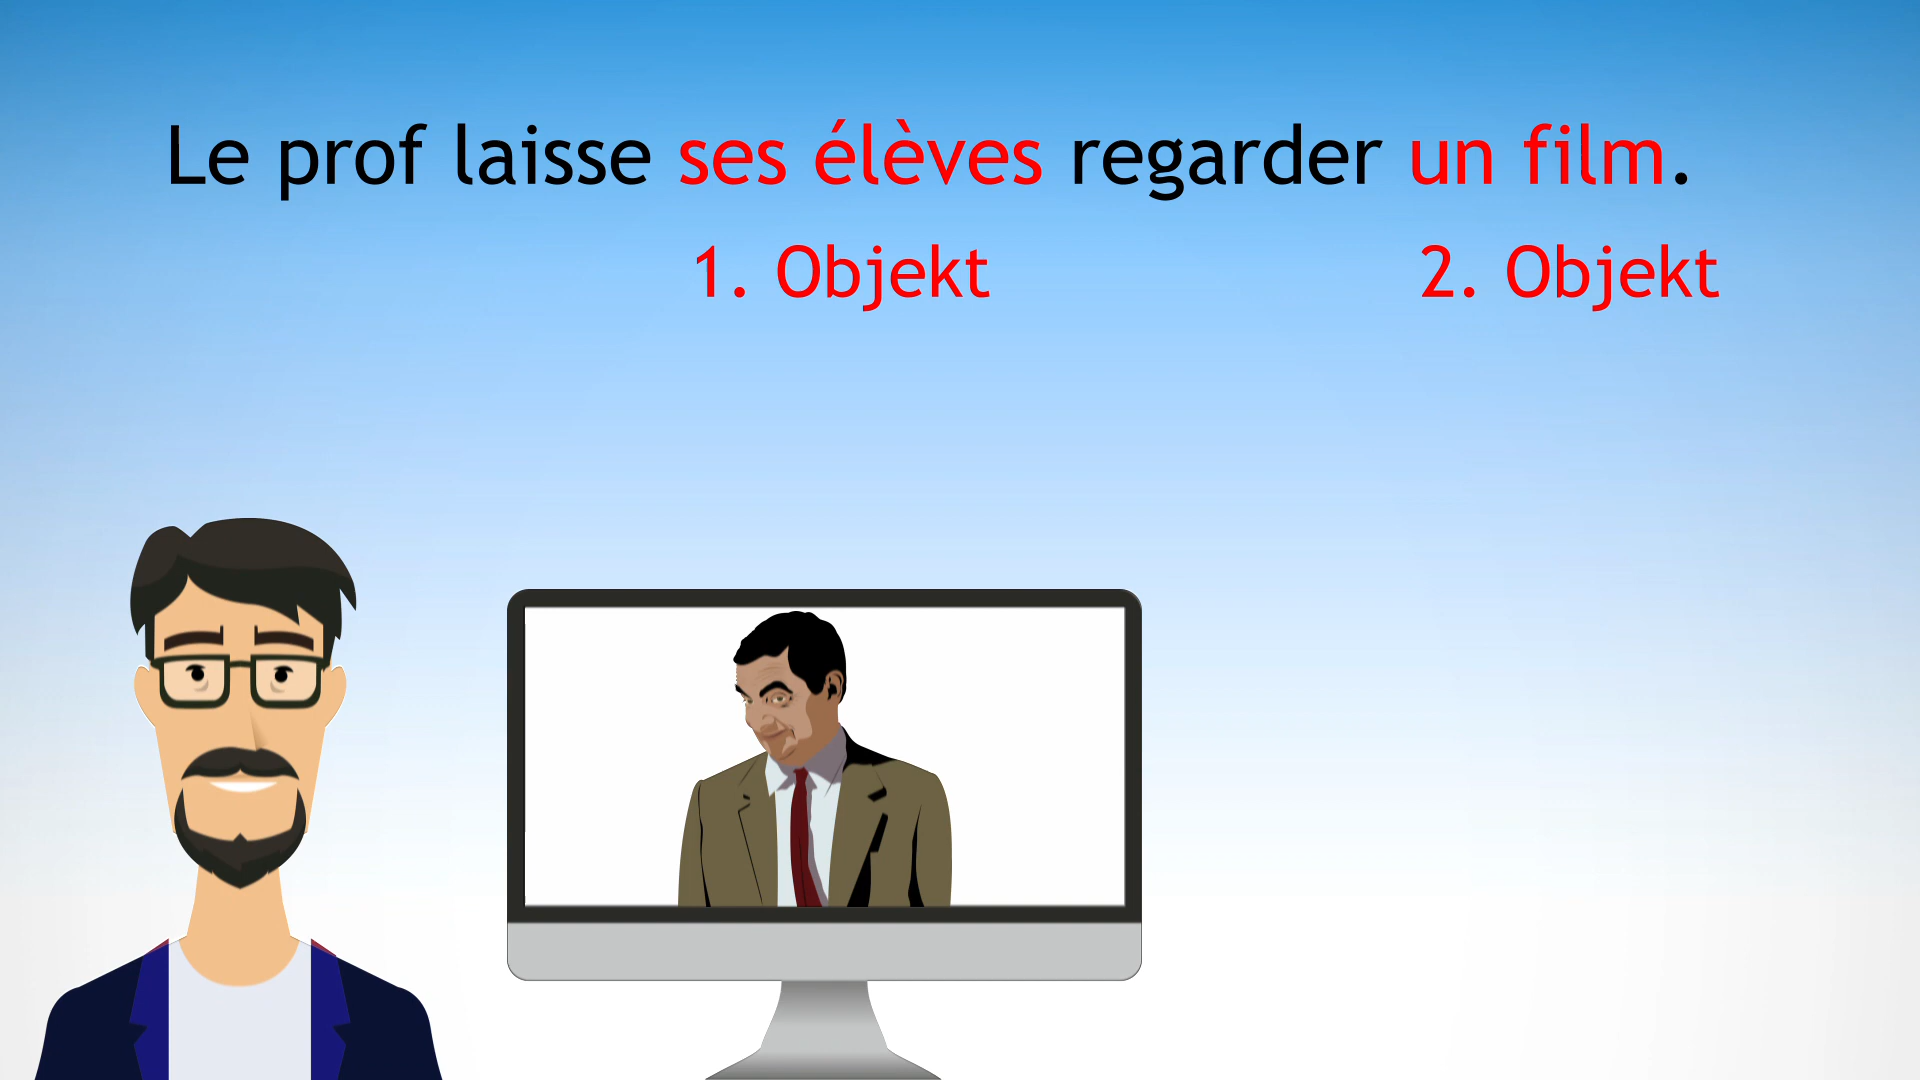 Le prof laisse ses élèves regarder un film.
1. Objekt 2. Objekt